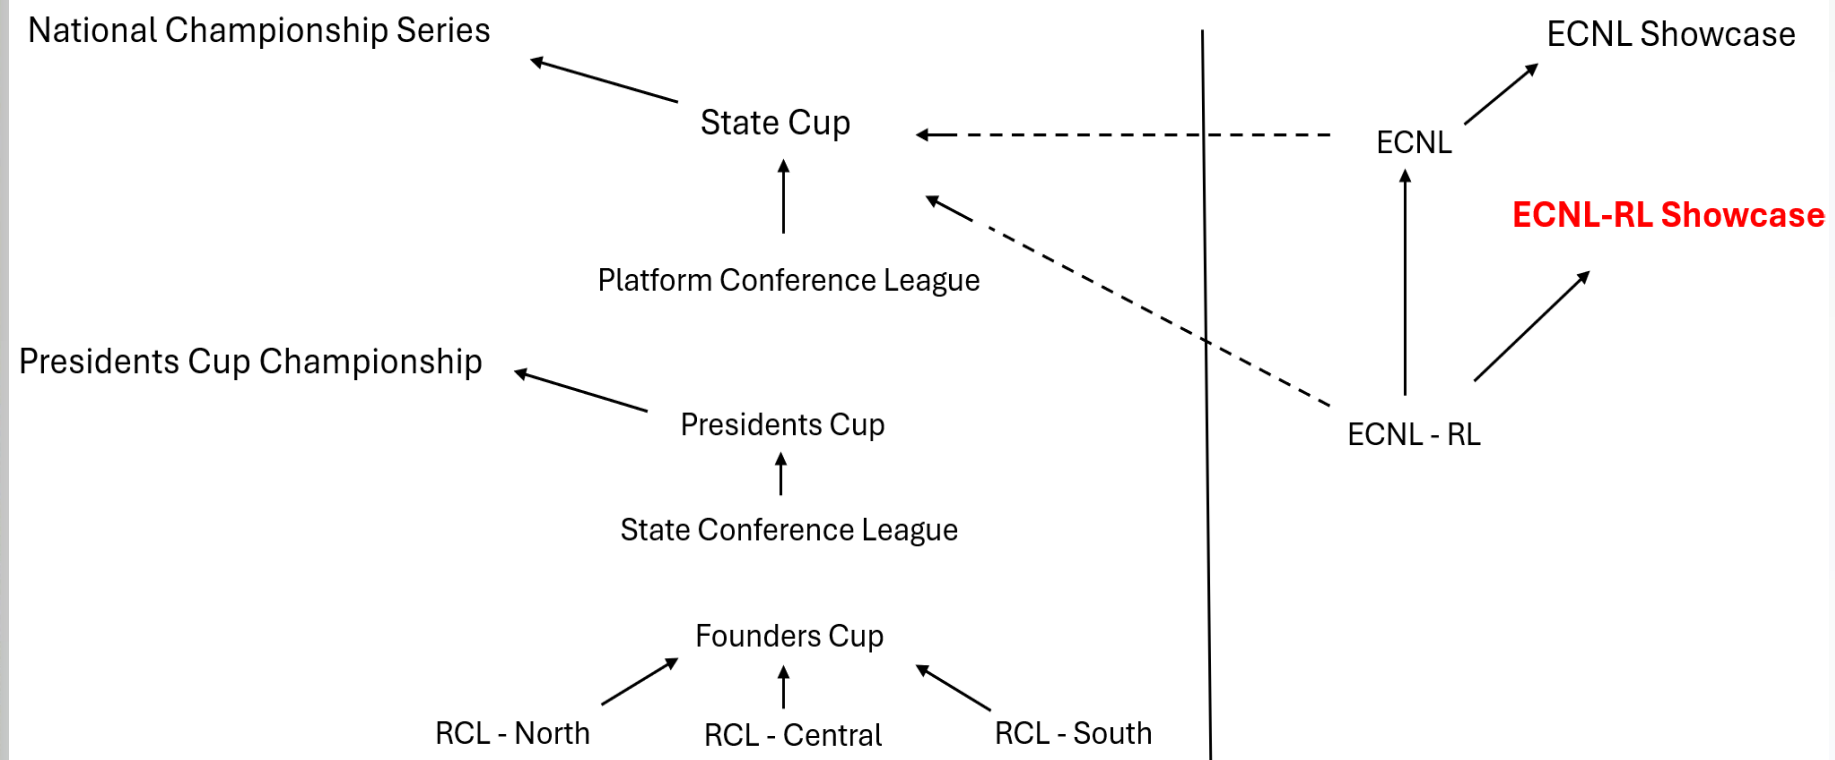 National Championship Series
ECNL Showcase
State Cup
ECNL
ECNL-RL Showcase
Platform Conference League
Presidents Cup Championship
Presidents Cup
ECNL - RL
State Conference League
Founders Cup
RCL - North
RCL - Central
RCL - South